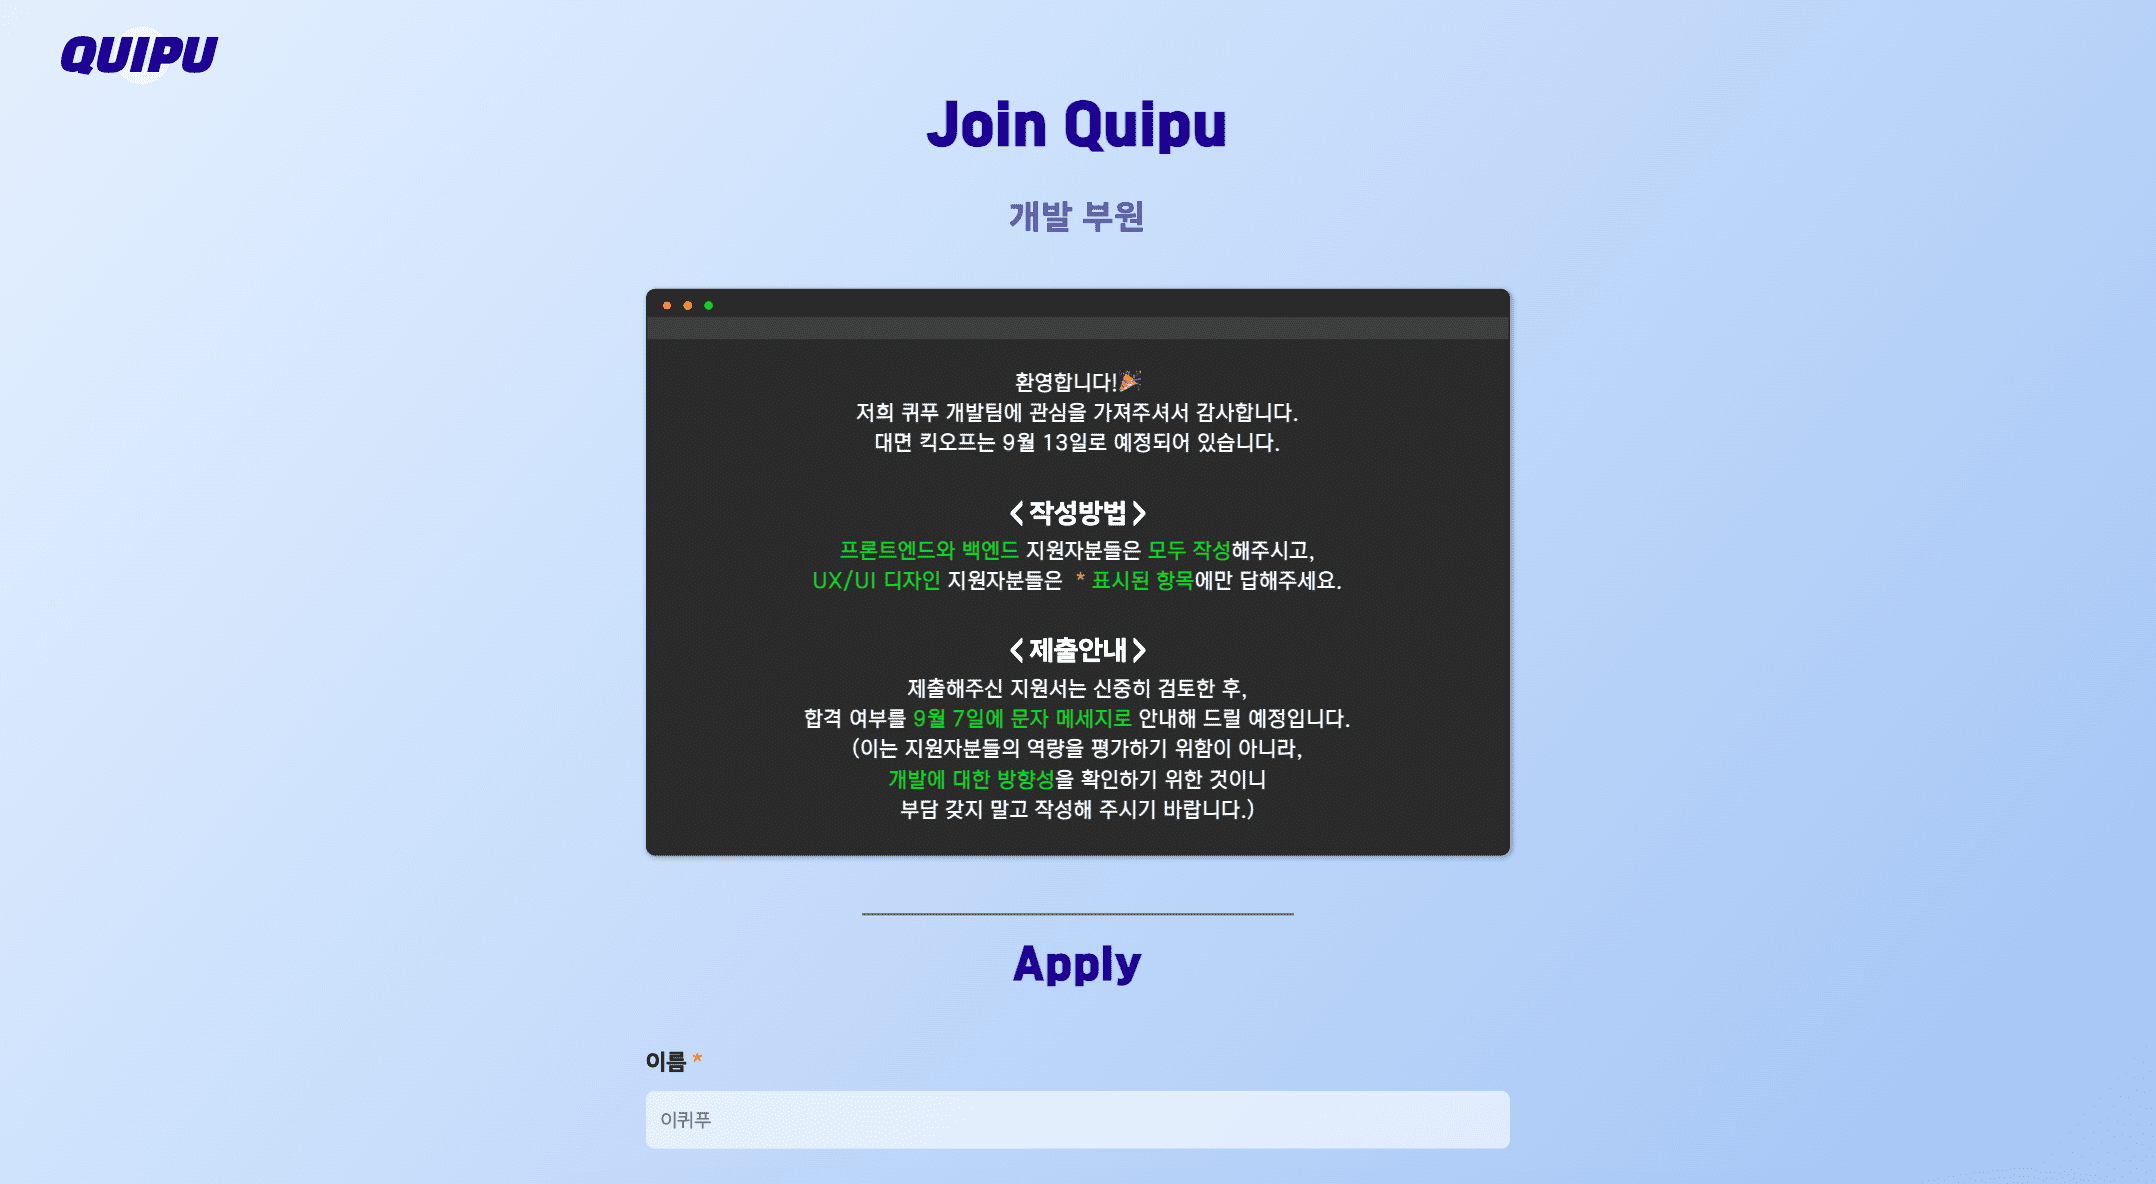 QUIPU
Join Quipu
개발 부원
환영합니다!🎉
저희 퀴푸 개발팀에 관심을 가져주셔서 감사합니다.
대면 킥오프는 9월 13일로 예정되어 있습니다.
< 작성방법 >
프론트엔드와 백엔드 지원자분들은 모두 작성해주시고,
UX/UI 디자인 지원자분들은 * 표시된 항목에만 답해주세요.
< 제출안내 >
제출해주신 지원서는 신중히 검토한 후,
합격 여부를 9월 7일에 문자 메세지로 안내해 드릴 예정입니다.
(이는 지원자분들의 역량을 평가하기 위함이 아니라,
개발에 대한 방향성을 확인하기 위한 것이니
부담 갖지 말고 작성해 주시기 바랍니다.)
Apply
이름 *
이퀴푸